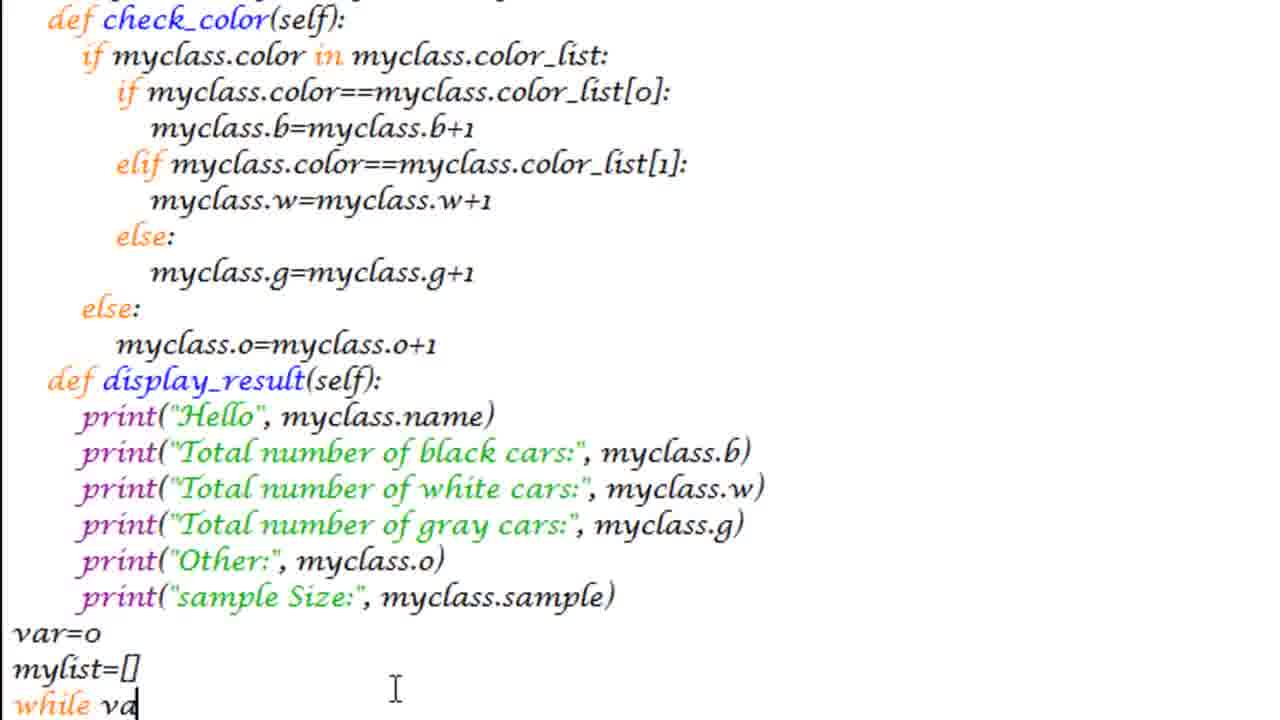 def check_color(self):
if myclass.color in myclass.color_list:
if myclass.color==myclass.color_list[0]:
myclass.b=myclass.b+1
elif myclass.color==myclass.color_list[1]:
myclass.w=myclass.w+1
else:
myclass.g=myclass.g+1
else:
myclass.o=myclass.o+1
def display_result(self):
print("Hello", myclass.name)
print("Total number of black cars:", myclass.b)
print("Total number of white cars:", myclass.w)
print("Total number of gray cars:", myclass.g)
print("Other:", myclass.o)
print("sample Size:", myclass.sample)
var=0
mylist=[]
while va